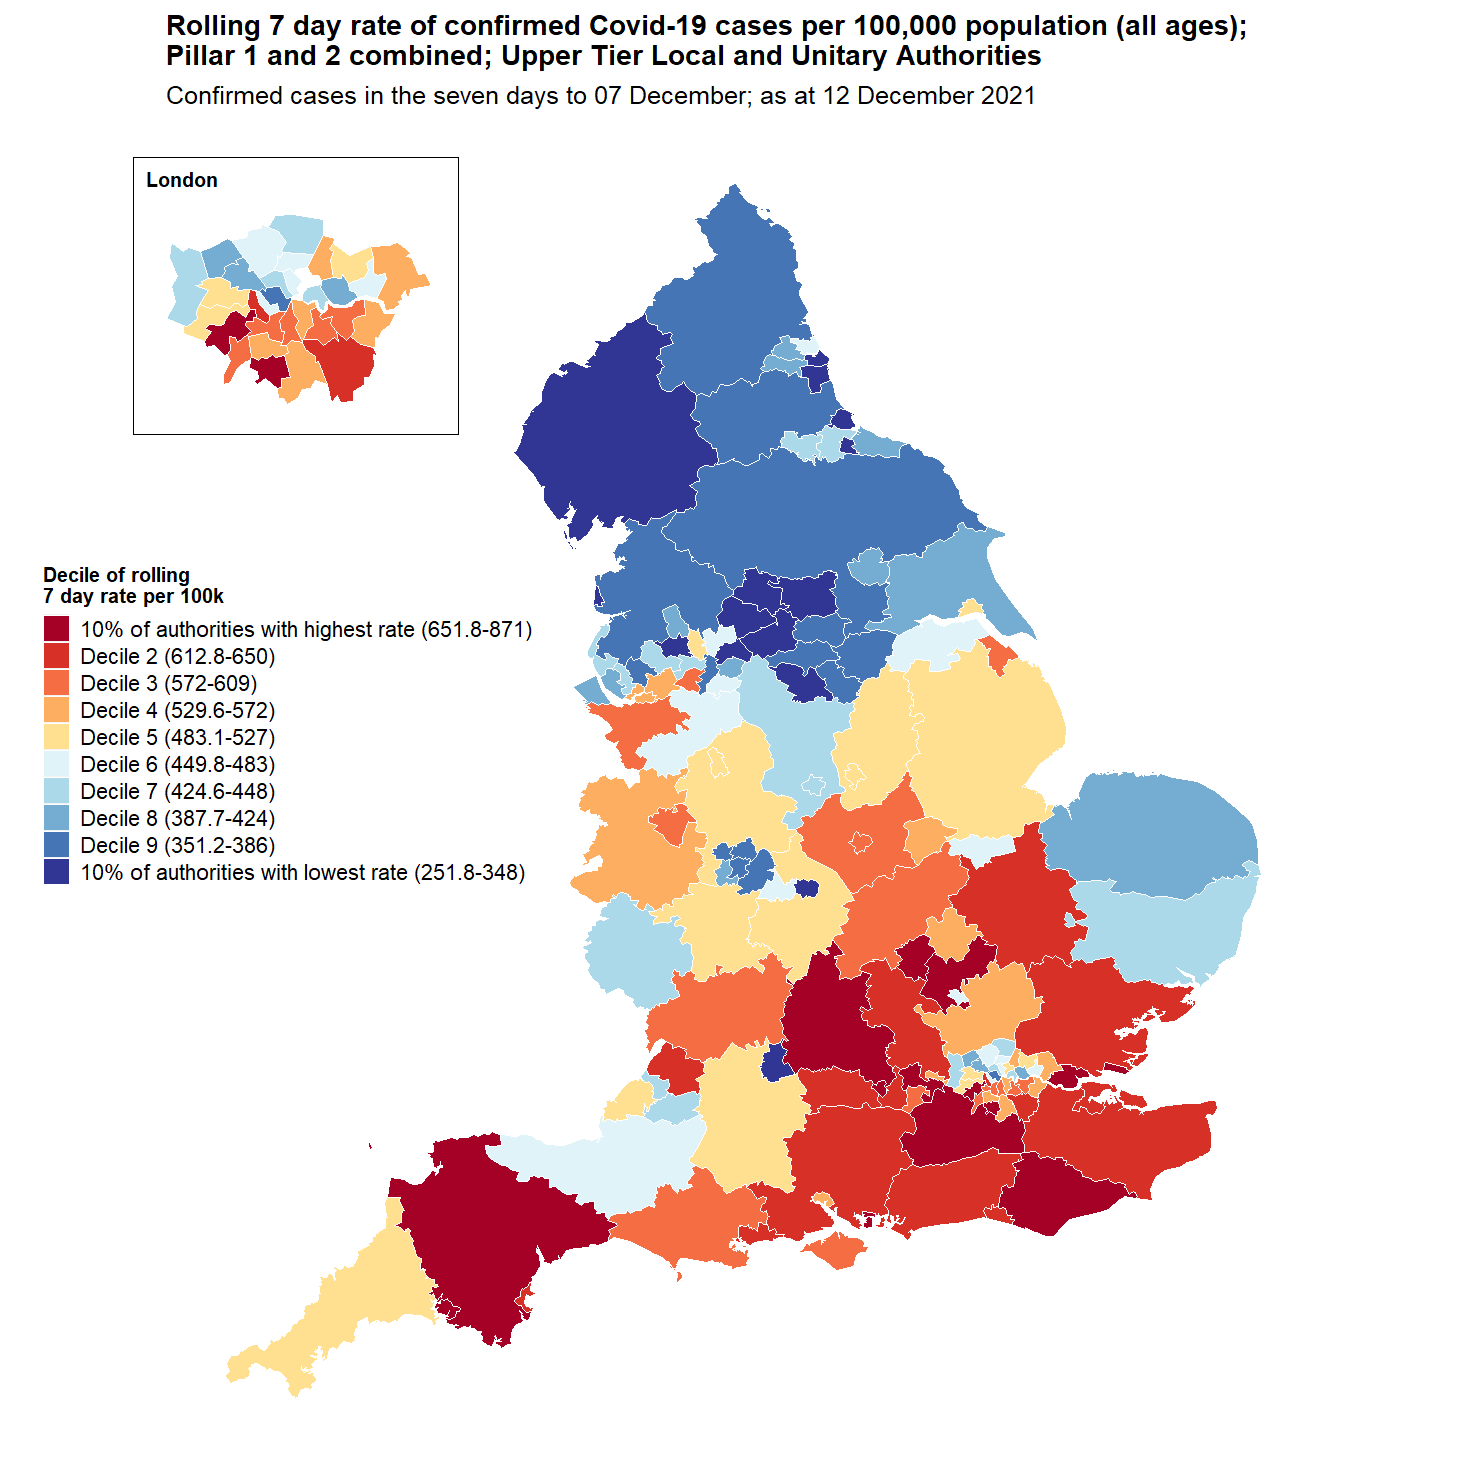 Rolling 7 day rate of confirmed Covid-19 cases per 100,000 population (all ages);
Pillar 1 and 2 combined; Upper Tier Local and Unitary Authorities
Confirmed cases in the seven days to 07 December; as at 12 December 2021
London
Decile of rolling
7 day rate per 100k
10% of authorities with highest rate (651.8-871)
Decile 2 (612.8-650)
Decile 3 (572-609)
Decile 4 (529.6-572)
Decile 5 (483.1-527)
Decile 6 (449.8-483)
Decile 7 (424.6-448)
Decile 8 (387.7-424)
Decile 9 (351.2-386)
10% of authorities with lowest rate (251.8-348)